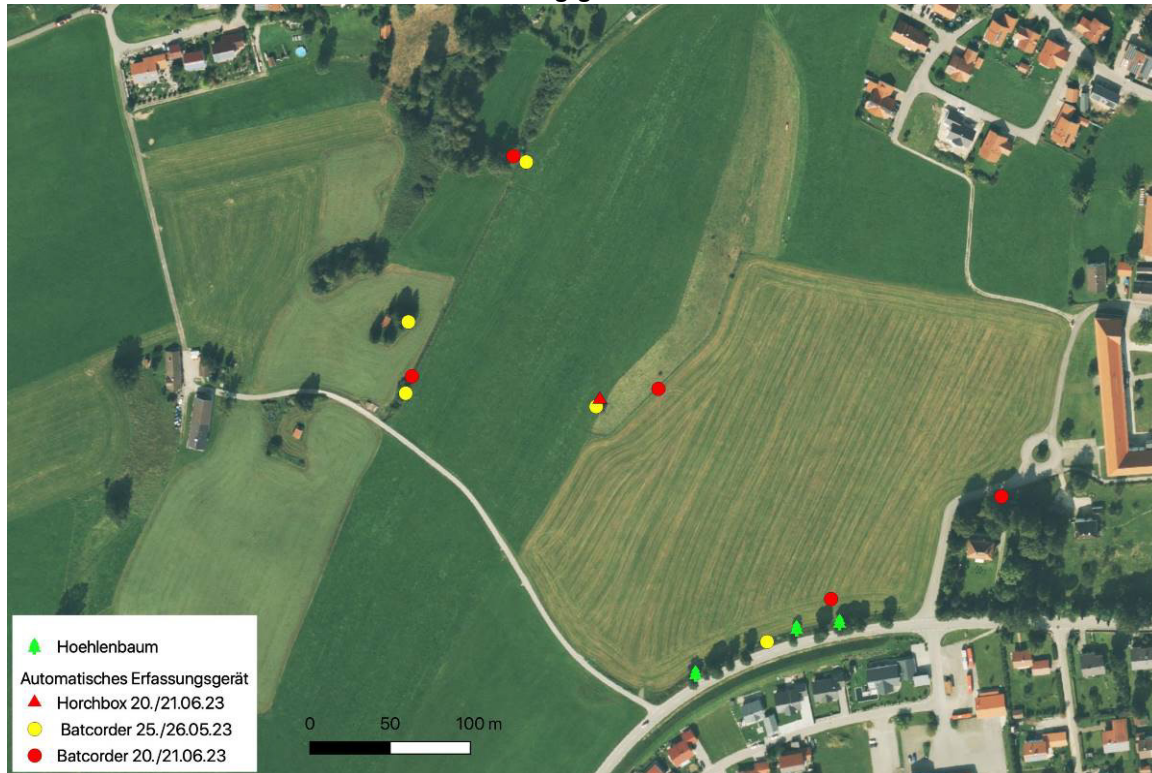 Hoehlenbaum
Automatisches Erfassungsgerät
Horchbox 20./21.06.23
Batcorder 25./26.05.23
Batcorder 20./21.06.23
0 50 100 m